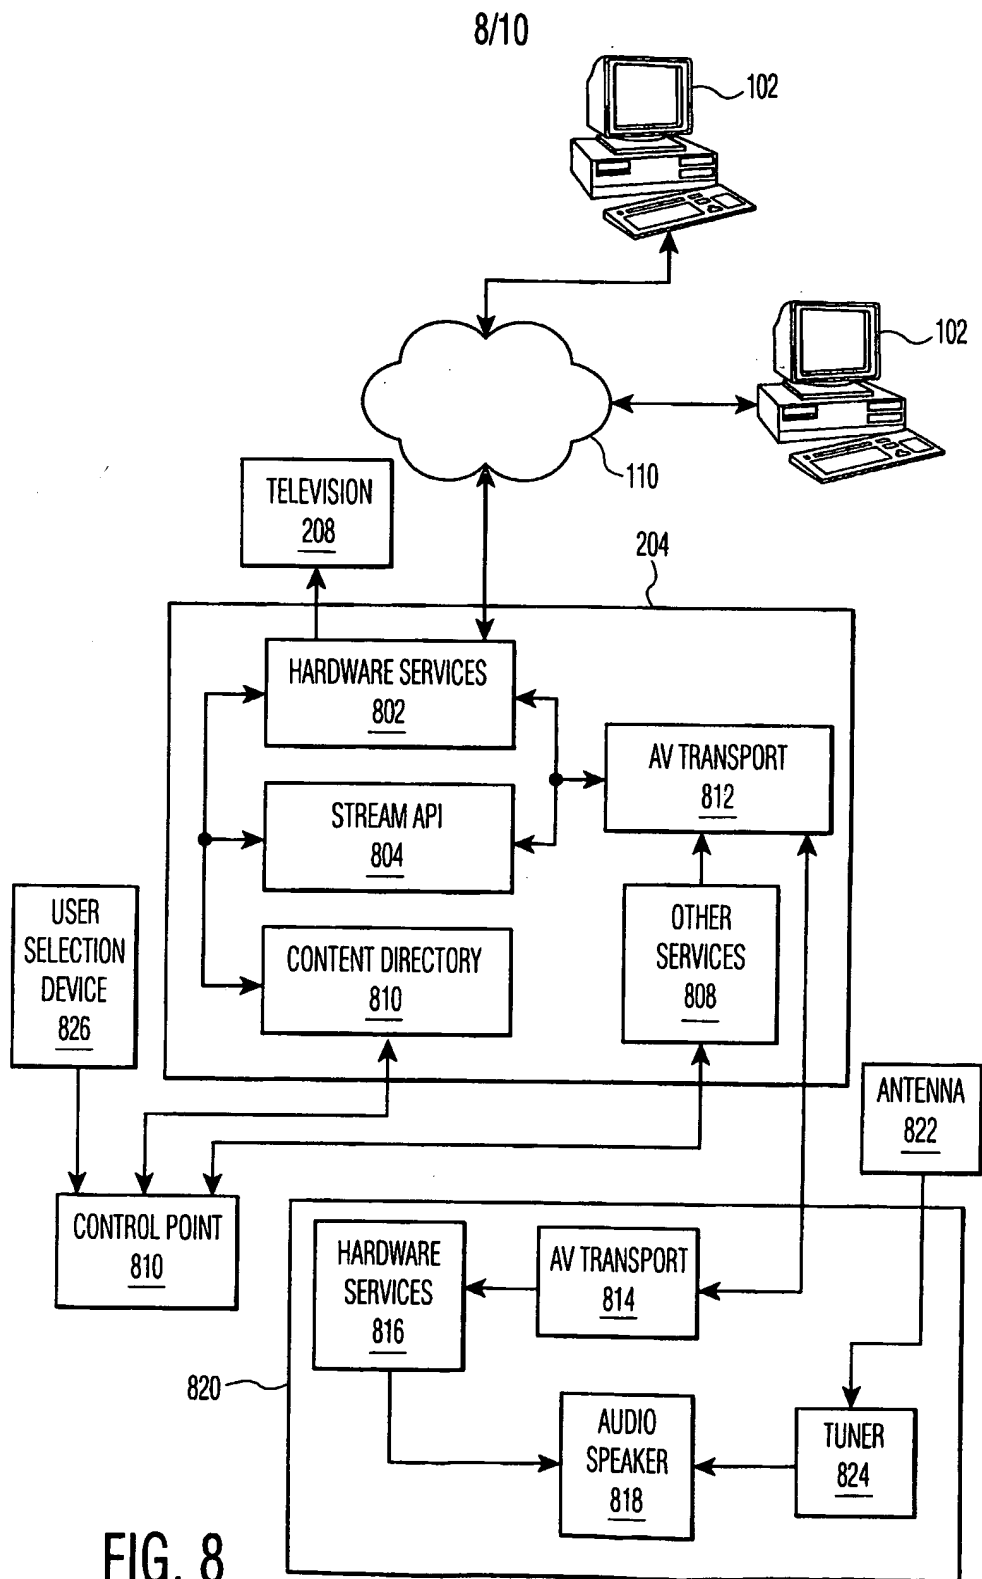 8/10
102
102
110
TELEVISION
208
204
HARDWARE SERVICES
802
AV TRANSPORT
812
STREAM API
804
USER
SELECTION
DEVICE
826
OTHER
SERVICES
808
CONTENT DIRECTORY
810
ANTENNA
822
CONTROL POINT
810
HARDWARE
SERVICES
816
AV TRANSPORT
814
820
AUDIO
SPEAKER
818
TUNER
824
FIG. 8